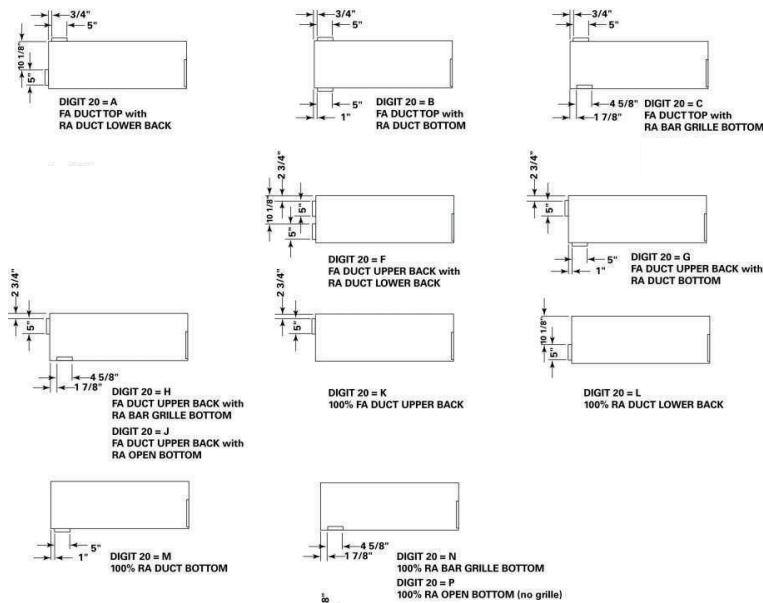 3/4"
5"
10 1/8"
5"
DIGIT 20 = A
FA DUCT TOP with
RA DUCT LOWER BACK
3/4"
5"
5"
1"
DIGIT 20 = B
FA DUCT TOP with
RA DUCT BOTTOM
3/4"
5"
4 5/8"
1 7/8"
DIGIT 20 = C
FA DUCT TOP with
RA BAR GRILLE BOTTOM
2 3/4"
10 1/8"
5"
5"
DIGIT 20 = F
FA DUCT UPPER BACK with
RA DUCT LOWER BACK
2 3/4"
5"
5"
1"
DIGIT 20 = G
FA DUCT UPPER BACK with
RA DUCT BOTTOM
2 3/4"
5"
4 5/8"
1 7/8"
DIGIT 20 = H
FA DUCT UPPER BACK with
RA BAR GRILLE BOTTOM
DIGIT 20 = J
FA DUCT UPPER BACK with
RA OPEN BOTTOM
2 3/4"
5"
DIGIT 20 = K
100% FA DUCT UPPER BACK
10 1/8"
5"
DIGIT 20 = L
100% RA DUCT LOWER BACK
5"
1"
DIGIT 20 = M
100% RA DUCT BOTTOM
4 5/8"
1 7/8"
DIGIT 20 = N
100% RA BAR GRILLE BOTTOM
DIGIT 20 = P
100% RA OPEN BOTTOM (no grille)
8"